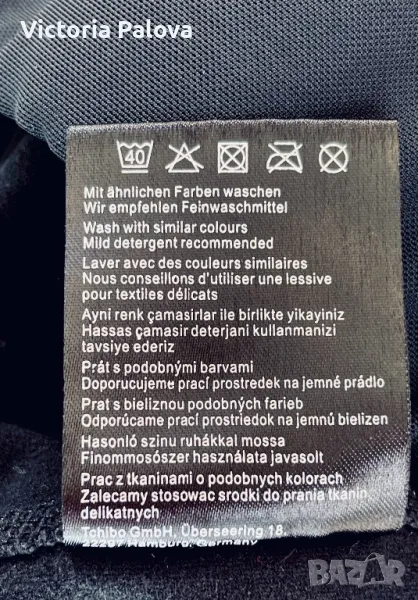 Victoria Palova
40
Mit ähnlichen Farben waschen
Wir empfehlen Feinwaschmittel
Wash with similar colours
Mild detergent recommended
Laver avec des couleurs similaires
Nous conseillons d'utiliser une lessive
pour textiles délicats
Ayni renk çamasirlar ile birlikte yikayiniz
Hassas çamasir deterjani kullanmanizi
tavsiye ederiz
Prát s podobnými barvami
Doporucujeme prací prostredek na jemné prádlo
Prat s bieliznou podobných farieb
Odporúcame prací prostriedok na jemnú bielizen
Hasonló szinu ruhákkal mossa
Finommosószer használata javasolt
Prac z tkaninami o podobnych kolorach
Zalecamy stosowac srodki do prania tkanin
delikatnych
Tchibo GmbH, Überseering 18,
22297 Hamburg, Germany
BAZAR